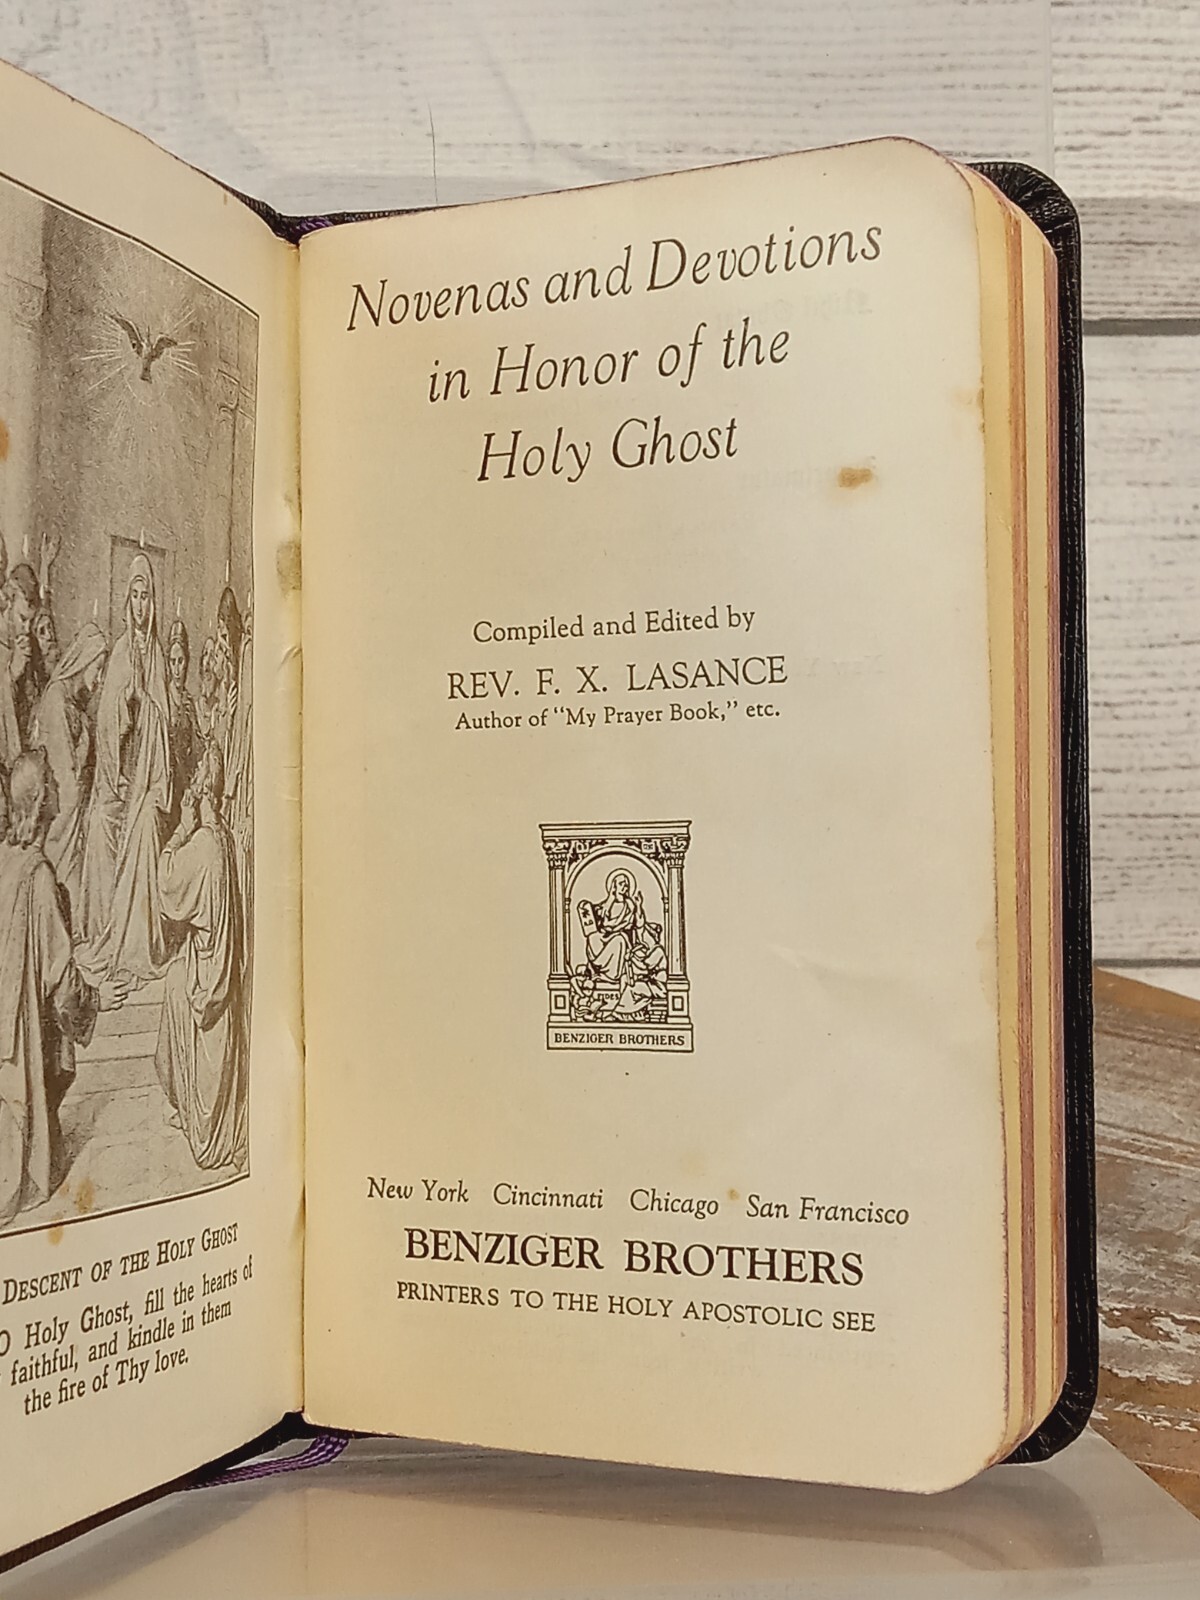 DESCENT OF THE HOLY GHOST
O Holy Ghost, fill the hearts of
faithful, and kindle in them
the fire of Thy love.
Novenas and Devotions
in Honor of the
Holy Ghost
Compiled and Edited by
REV. F. X. LASANCE
Author of "My Prayer Book," etc.
FIDES
BENZIGER BROTHERS
New York Cincinnati Chicago San Francisco
BENZIGER BROTHERS
PRINTERS TO THE HOLY APOSTOLIC SEE